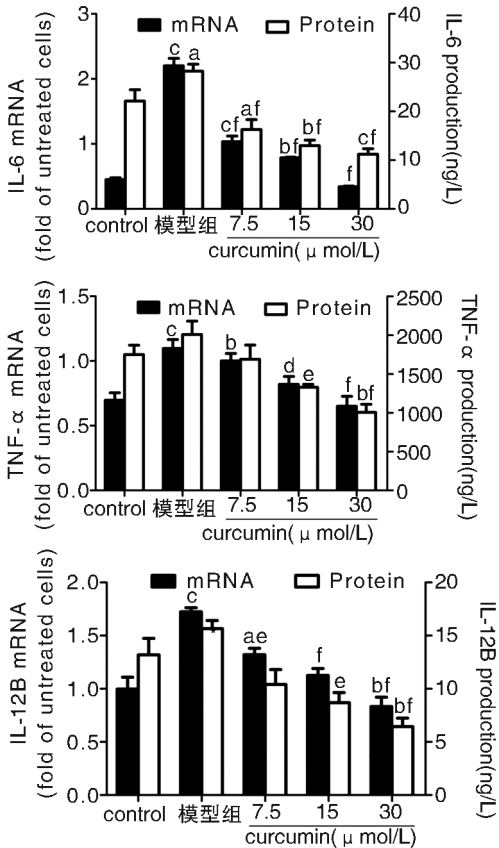 mRNA Protein
IL-6 mRNA
(fold of untreated cells)
3
2
1
0
40
30
20
10
0
IL-6 production(ng/L)
c a
cf af
bf bf
f cf
control 模型组 7.5 15 30
curcumin( μ mol/L)
mRNA Protein
TNF-α mRNA
(fold of untreated cells)
1.5
1.0
0.5
0.0
2500
2000
1500
1000
500
0
TNF-α production(ng/L)
c
b
d e
f bf
control 模型组 7.5 15 30
curcumin( μ mol/L)
mRNA Protein
IL-12B mRNA
(fold of untreated cells)
2.0
1.5
1.0
0.5
0.0
20
15
10
5
0
IL-12B production(ng/L)
c
ae
f e
bf bf
control 模型组 7.5 15 30
curcumin( μ mol/L)